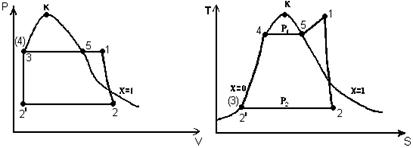 P
K
(4)
3
5
1
X=1
2'
2
V
T
K
4
P₁
5
1
X=0
X=1
(3)
P₂
2'
2
S